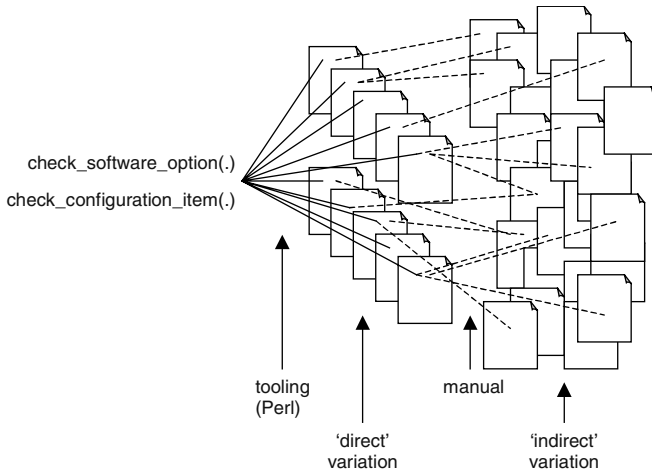 check_software_option(.)
check_configuration_item(.)
tooling
(Perl)
manual
‘direct’
variation
‘indirect’
variation